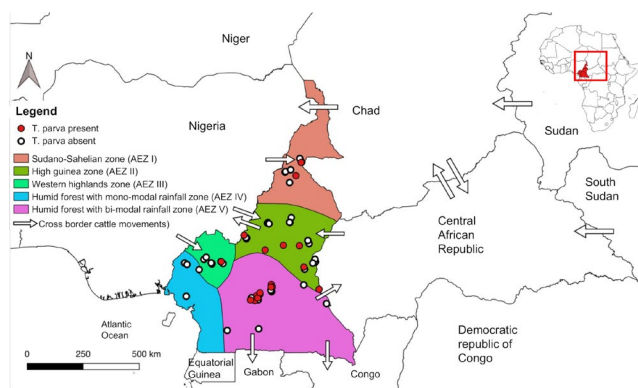 N
Niger
Chad
Nigeria
Sudan
South
Sudan
Central
African
Republic
Legend
T. parva present
T. parva absent
Sudano-Sahelian zone (AEZ I)
High guinea zone (AEZ II)
Western highlands zone (AEZ III)
Humid forest with mono-modal rainfall zone (AEZ IV)
Humid forest with bi-modal rainfall zone (AEZ V)
Cross border cattle movements)
Atlantic
Ocean
Equatorial
Guinea
Gabon
Congo
Democratic
republic of
Congo
0 250 500 km